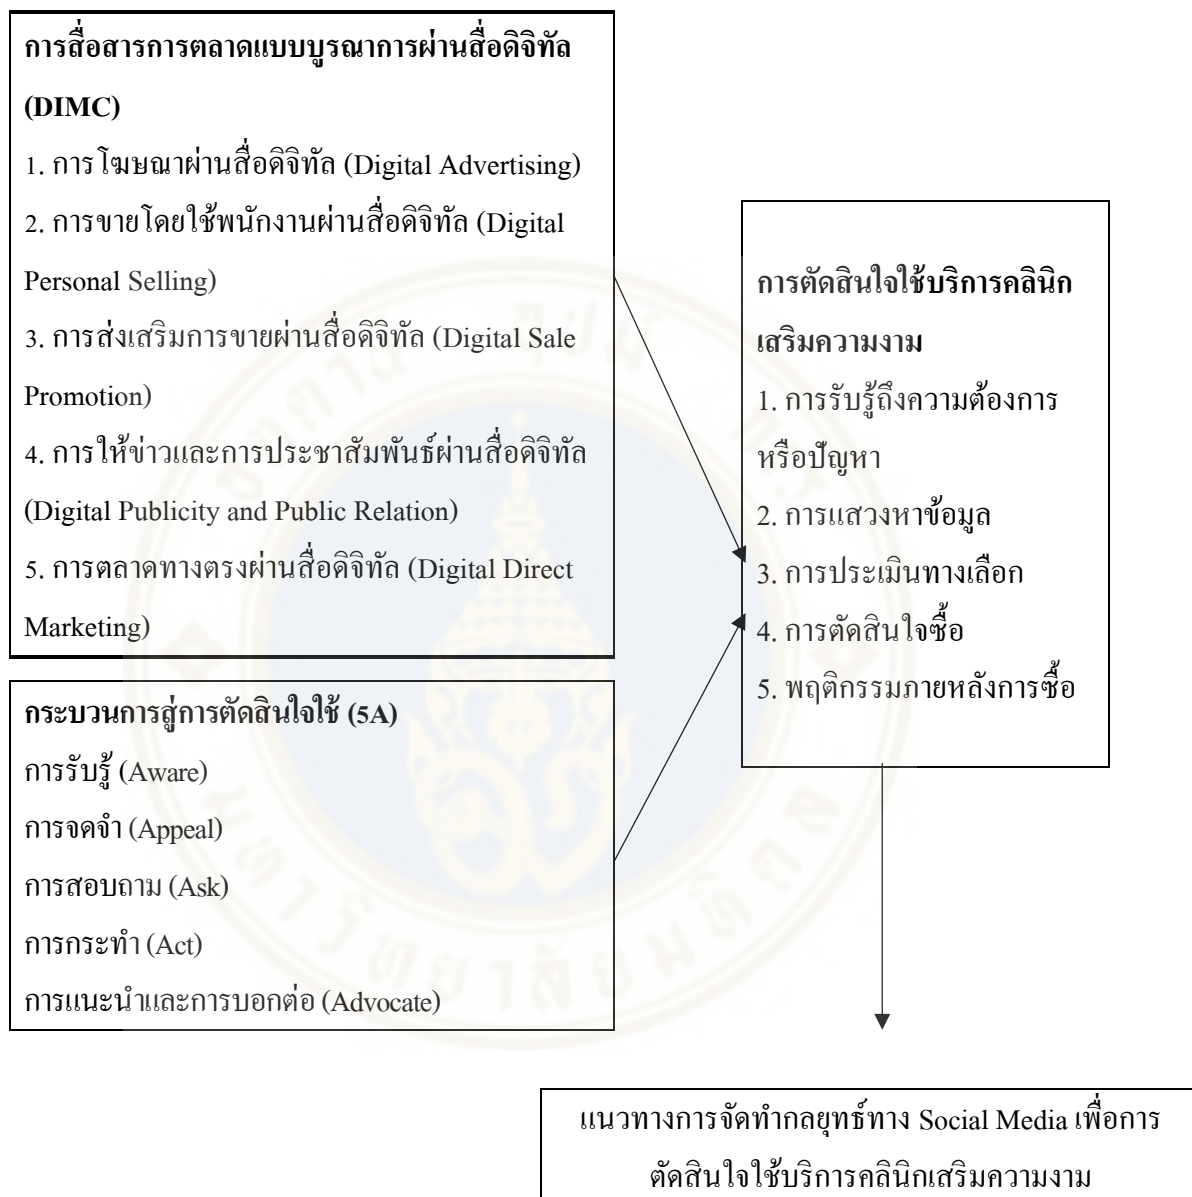 การสื่อสารการตลาดแบบบูรณาการผ่านสื่อดิจิทัล
(DIMC)
1. การโฆษณาผ่านสื่อดิจิทัล (Digital Advertising)
2. การขายโดยใช้พนักงานผ่านสื่อดิจิทัล (Digital
Personal Selling)
3. การส่งเสริมการขายผ่านสื่อดิจิทัล (Digital Sale
Promotion)
4. การให้ข่าวและการประชาสัมพันธ์ผ่านสื่อดิจิทัล
(Digital Publicity and Public Relation)
5. การตลาดทางตรงผ่านสื่อดิจิทัล (Digital Direct
Marketing)
กระบวนการสู่การตัดสินใจใช้ (5A)
การรับรู้ (Aware)
การจดจำ (Appeal)
การสอบถาม (Ask)
การกระทำ (Act)
การแนะนำและการบอกต่อ (Advocate)
การตัดสินใจใช้บริการคลินิก
เสริมความงาม
1. การรับรู้ถึงความต้องการ
หรือปัญหา
2. การแสวงหาข้อมูล
3. การประเมินทางเลือก
4. การตัดสินใจซื้อ
5. พฤติกรรมภายหลังการซื้อ
แนวทางการจัดทำกลยุทธ์ทาง Social Media เพื่อการ
ตัดสินใจใช้บริการคลินิกเสริมความงาม
มหาวิทยาลัยมหิดล